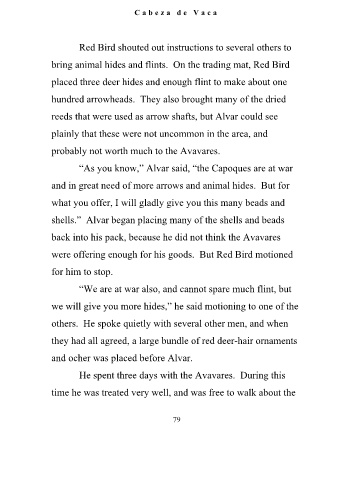 Cabeza de Vaca
Red Bird shouted out instructions to several others to
bring animal hides and flints.  On the trading mat, Red Bird
placed three deer hides and enough flint to make about one
hundred arrowheads.  They also brought many of the dried
reeds that were used as arrow shafts, but Alvar could see
plainly that these were not uncommon in the area, and
probably not worth much to the Avavares.
“As you know,” Alvar said, “the Capoques are at war
and in great need of more arrows and animal hides.  But for
what you offer, I will gladly give you this many beads and
shells.”  Alvar began placing many of the shells and beads
back into his pack, because he did not think the Avavares
were offering enough for his goods.  But Red Bird motioned
for him to stop.
“We are at war also, and cannot spare much flint, but
we will give you more hides,” he said motioning to one of the
others.  He spoke quietly with several other men, and when
they had all agreed, a large bundle of red deer-hair ornaments
and ocher was placed before Alvar.
He spent three days with the Avavares.  During this
time he was treated very well, and was free to walk about the
79